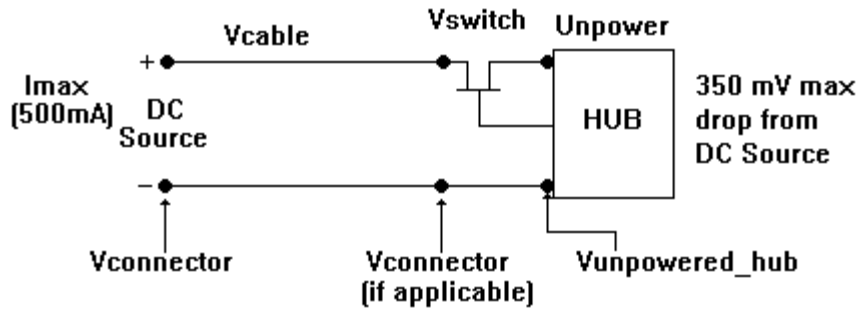 Vcable
Vswitch
Unpower
Imax
(500mA)
+
DC
Source
–
HUB
350 mV max
drop from
DC Source
Vconnector
Vconnector
(if applicable)
Vunpowered_hub